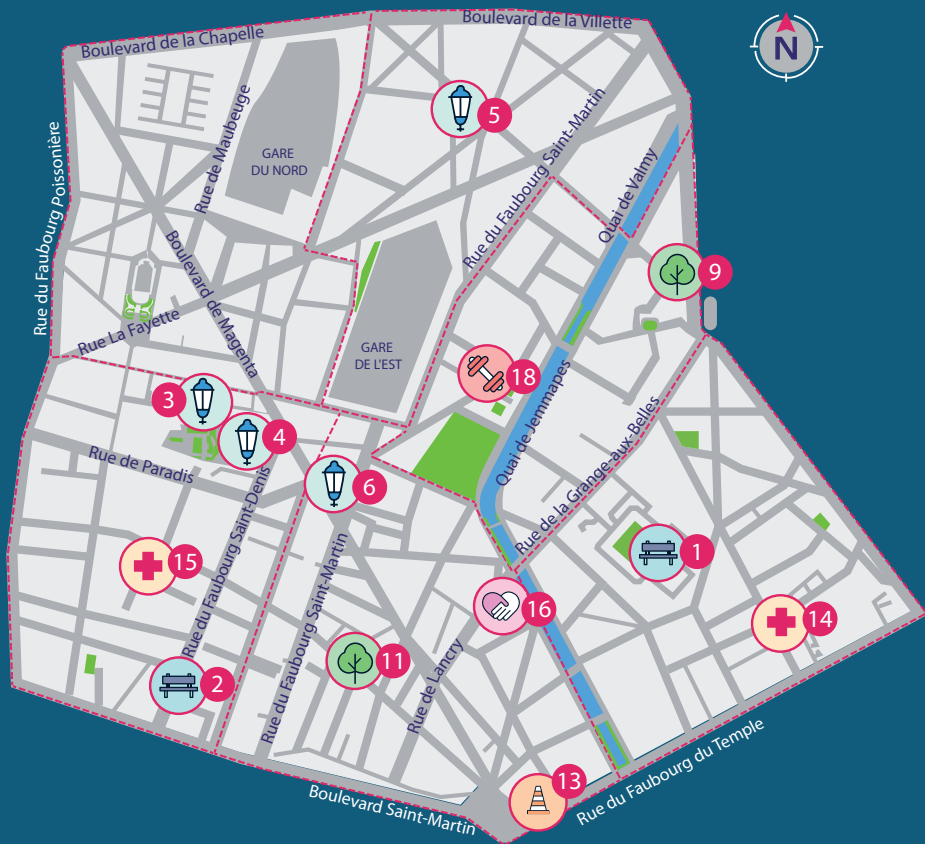 Boulevard de la Villette
Boulevard de la Chapelle
N
5
Rue de Maubeuge
GARE
DU NORD
Rue du Faubourg Saint-Martin
Quai de Valmy
Rue du Faubourg Poissonière
9
Boulevard de Magenta
Rue La Fayette
GARE
DE L'EST
18
3
4
Quai de Jemmapes
Rue de la Grange-aux-Belles
Rue de Paradis
6
Rue du Faubourg Saint-Denis
15
1
Rue du Faubourg Saint-Martin
16
14
11
2
Rue de Lancry
13
Rue du Faubourg du Temple
Boulevard Saint-Martin